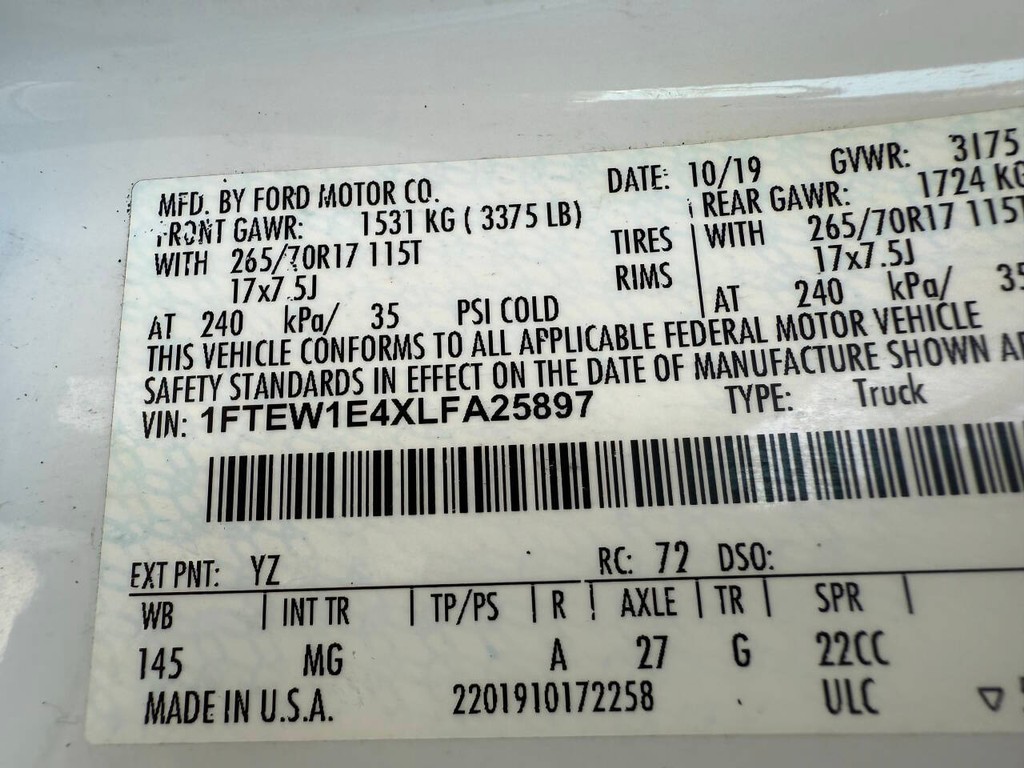 MFD. BY FORD MOTOR CO. DATE: 10/19 GVWR: 3175
FRONT GAWR: 1531 KG ( 3375 LB) REAR GAWR: 1724 KG
WITH 265/70R17 115T TIRES WITH 265/70R17 115T
17x7.5J RIMS 17x7.5J
AT 240 kPa/ 35 PSI COLD AT 240 kPa/ 35
THIS VEHICLE CONFORMS TO ALL APPLICABLE FEDERAL MOTOR VEHICLE
SAFETY STANDARDS IN EFFECT ON THE DATE OF MANUFACTURE SHOWN
VIN: 1FTEW1E4XLFA25897 TYPE: Truck
EXT PNT: YZ RC: 72 DSO:
WB | INT TR | TP/PS | R | AXLE | TR | SPR |
145 MG A 27 G 22CC
MADE IN U.S.A. 2201910172258 ULC